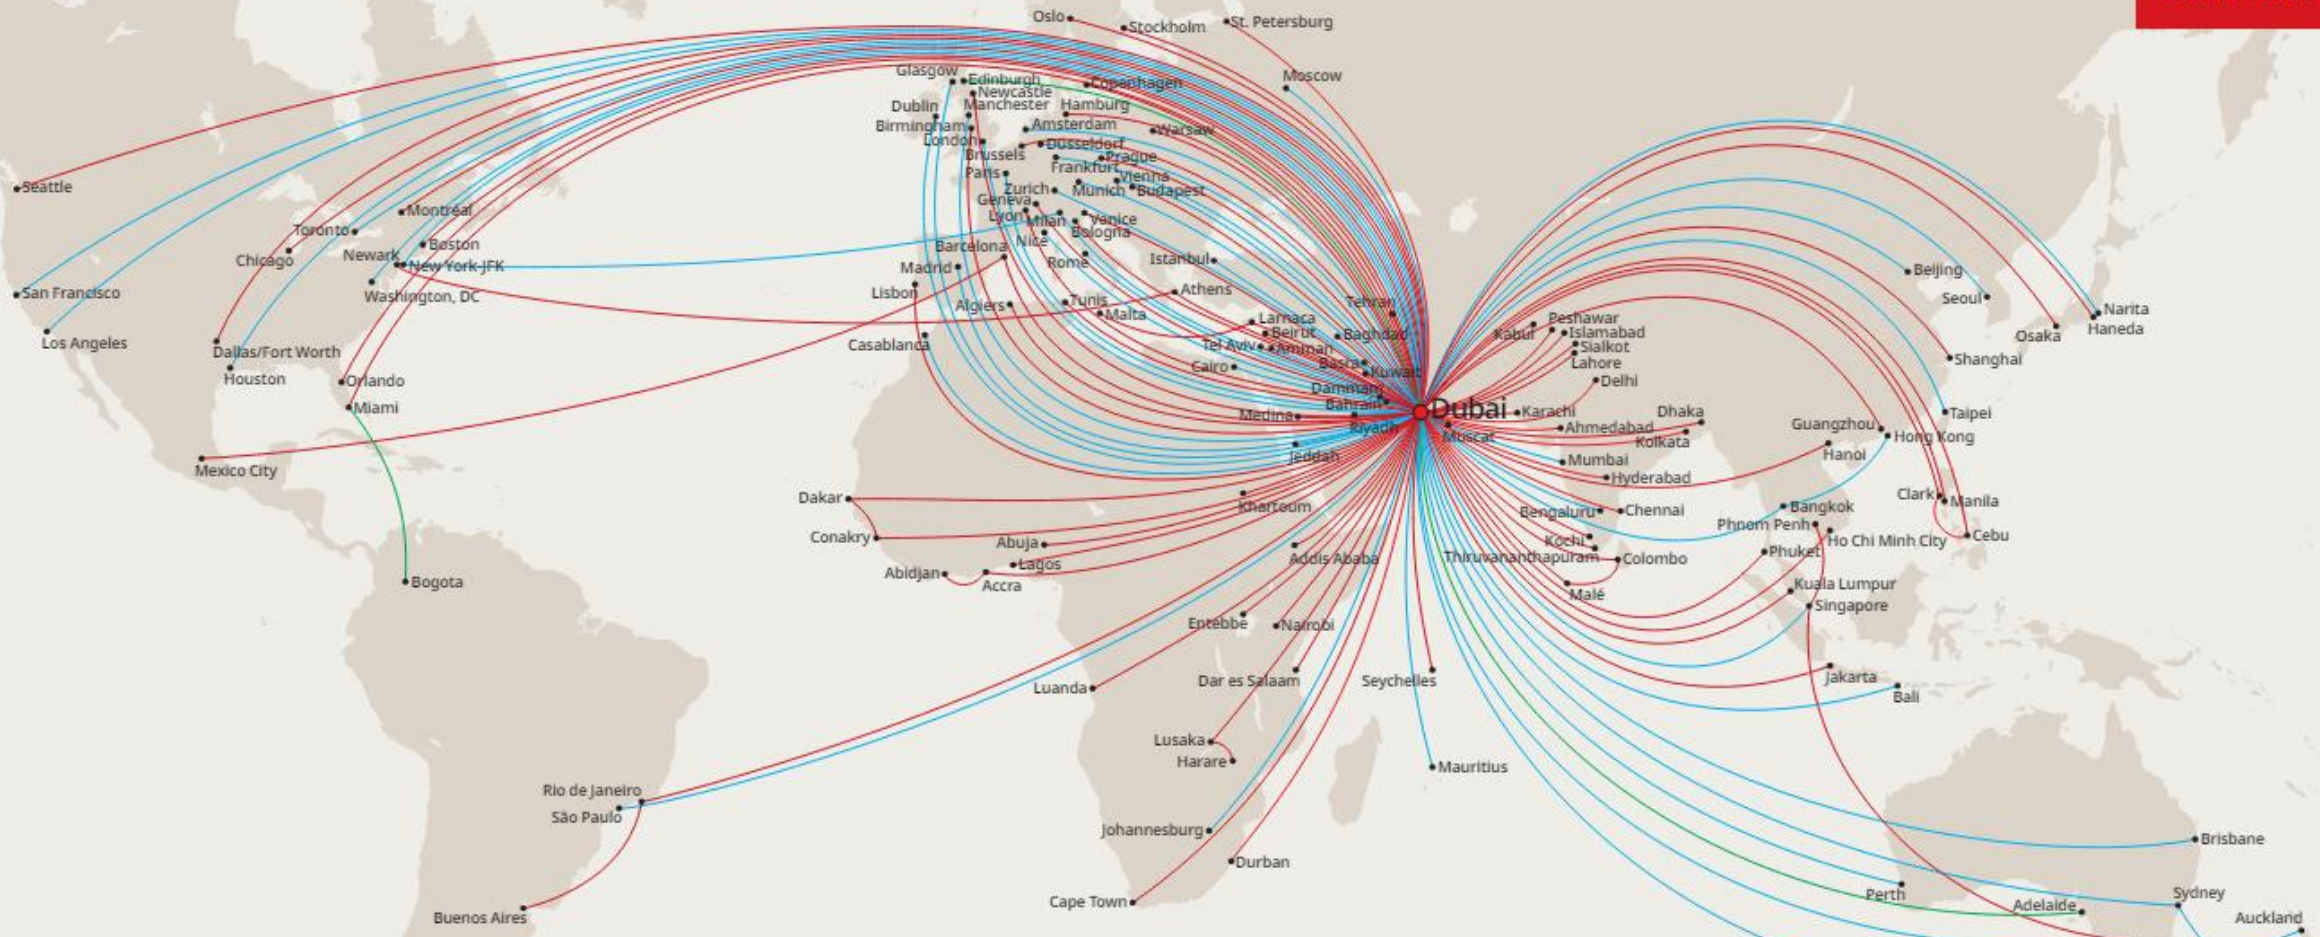 Oslo
Stockholm
St. Petersburg
Glasgow
Edinburgh
Copenhagen
Moscow
Newcastle
Dublin
Manchester
Hamburg
Birmingham
Amsterdam
Warsaw
London
Düsseldorf
Brussels
Prague
Frankfurt
Paris
Vienna
Seattle
Zurich
Munich
Budapest
Geneva
Montréal
Lyon
Milan
Venice
Toronto
Bologna
Nice
Boston
Barcelona
Newark
Chicago
New York-JFK
Madrid
Rome
Istanbul
Beijing
San Francisco
Washington, DC
Lisbon
Athens
Seoul
Algiers
Tunis
Tehran
Malta
Narita
Larnaca
Peshawar
Haneda
Beirut
Baghdad
Kabul
Islamabad
Osaka
Los Angeles
Casablanca
Tel Aviv
Amman
Sialkot
Dallas/Fort Worth
Basra
Lahore
Shanghai
Cairo
Kuwait
Houston
Orlando
Delhi
Dammam
Miami
Bahrain
Dubai
Medina
Karachi
Dhaka
Taipei
Riyadh
Muscat
Ahmedabad
Kolkata
Guangzhou
Hong Kong
Jeddah
Hanoi
Mumbai
Mexico City
Hyderabad
Dakar
Khartoum
Clark
Manila
Bengaluru
Chennai
Bangkok
Phnom Penh
Conakry
Abuja
Kochi
Ho Chi Minh City
Cebu
Addis Ababa
Thiruvananthapuram
Colombo
Phuket
Lagos
Abidjan
Accra
Bogota
Malé
Kuala Lumpur
Singapore
Entebbe
Nairobi
Luanda
Dar es Salaam
Seychelles
Jakarta
Bali
Lusaka
Harare
Mauritius
Rio de Janeiro
São Paulo
Johannesburg
Brisbane
Durban
Cape Town
Perth
Sydney
Adelaide
Buenos Aires
Auckland